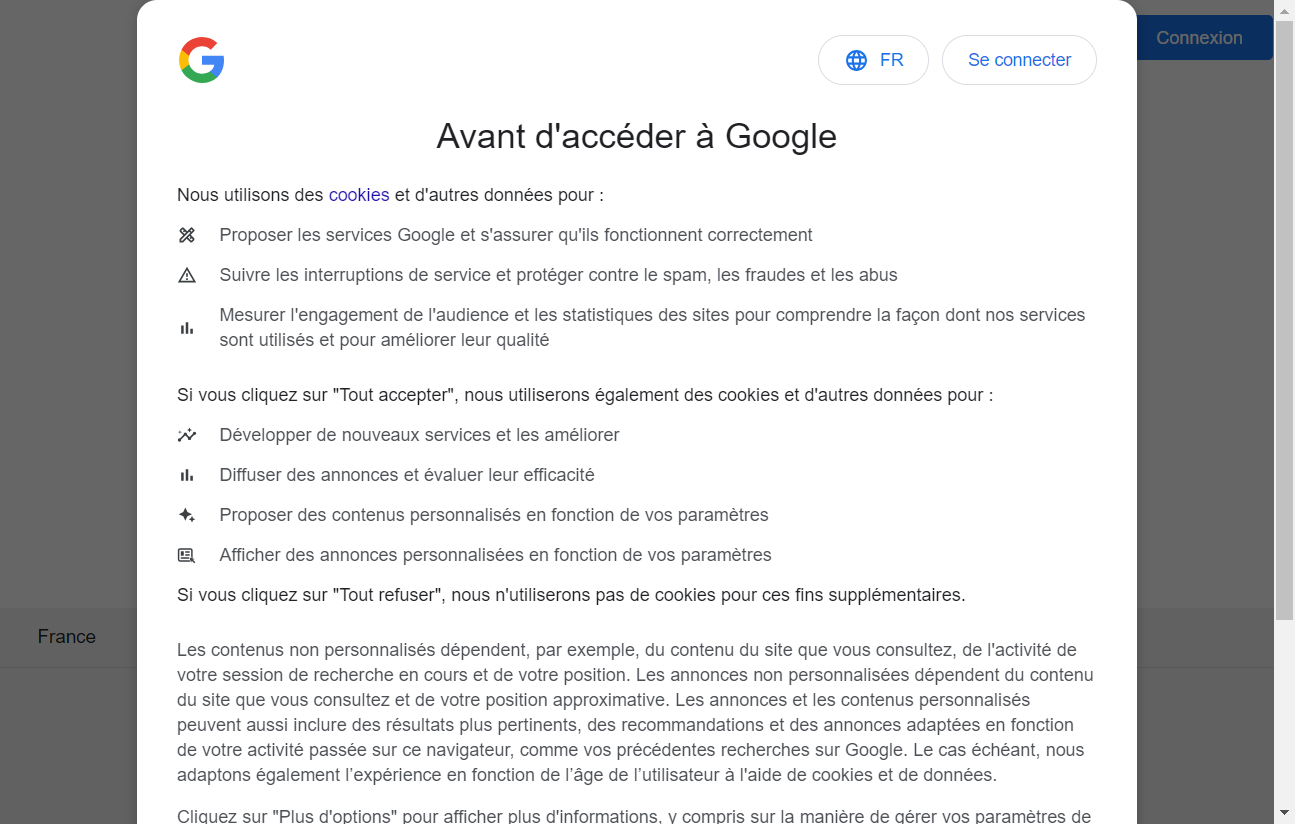 Connexion
FR
Se connecter
Avant d'accéder à Google
Nous utilisons des cookies et d'autres données pour :
Proposer les services Google et s'assurer qu'ils fonctionnent correctement
Suivre les interruptions de service et protéger contre le spam, les fraudes et les abus
Mesurer l'engagement de l'audience et les statistiques des sites pour comprendre la façon dont nos services
sont utilisés et pour améliorer leur qualité
Si vous cliquez sur "Tout accepter", nous utiliserons également des cookies et d'autres données pour :
Développer de nouveaux services et les améliorer
Diffuser des annonces et évaluer leur efficacité
Proposer des contenus personnalisés en fonction de vos paramètres
Afficher des annonces personnalisées en fonction de vos paramètres
Si vous cliquez sur "Tout refuser", nous n'utiliserons pas de cookies pour ces fins supplémentaires.
France
Les contenus non personnalisés dépendent, par exemple, du contenu du site que vous consultez, de l'activité de
votre session de recherche en cours et de votre position. Les annonces non personnalisées dépendent du contenu
du site que vous consultez et de votre position approximative. Les annonces et les contenus personnalisés
peuvent aussi inclure des résultats plus pertinents, des recommandations et des annonces adaptées en fonction
de votre activité passée sur ce navigateur, comme vos précédentes recherches sur Google. Le cas échéant, nous
adaptons également l’expérience en fonction de l’âge de l’utilisateur à l'aide de cookies et de données.
Cliquez sur "Plus d'options" pour afficher plus d'informations, y compris sur la manière de gérer vos paramètres de